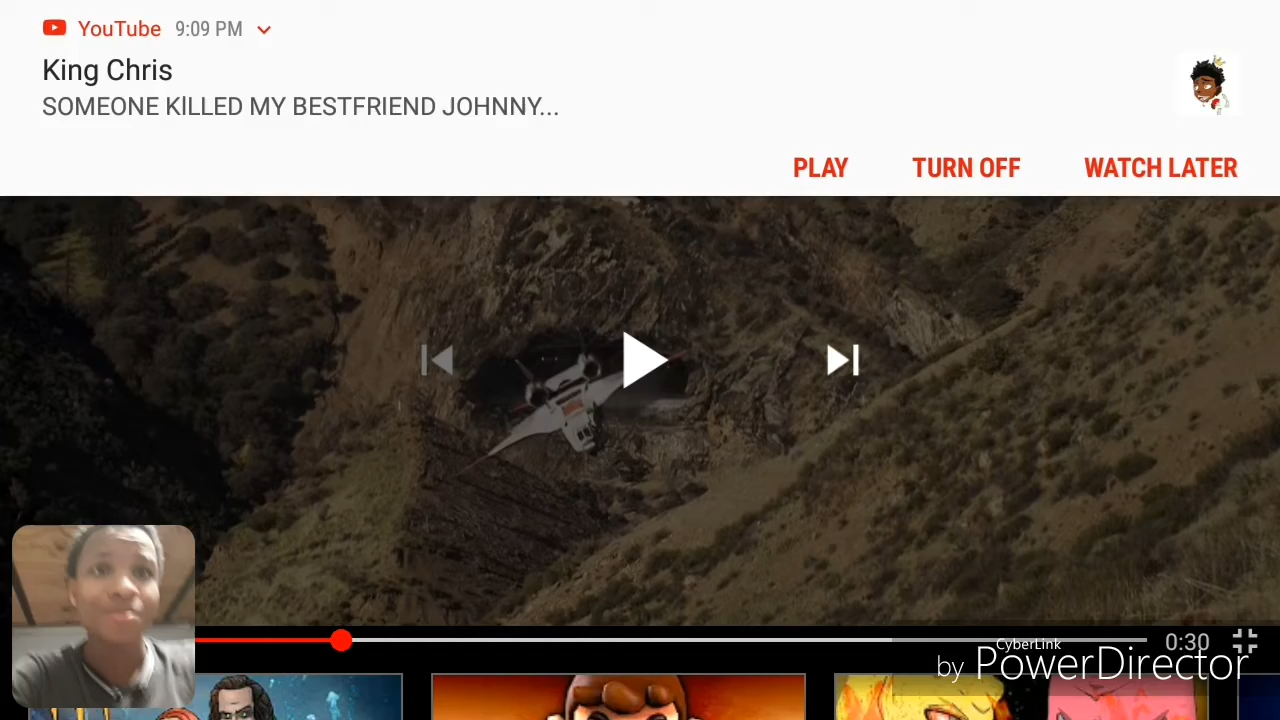 YouTube 9:09 PM
King Chris
SOMEONE KILLED MY BESTFRIEND JOHNNY...
PLAY TURN OFF WATCH LATER
0:30
CyberLink
by PowerDirector